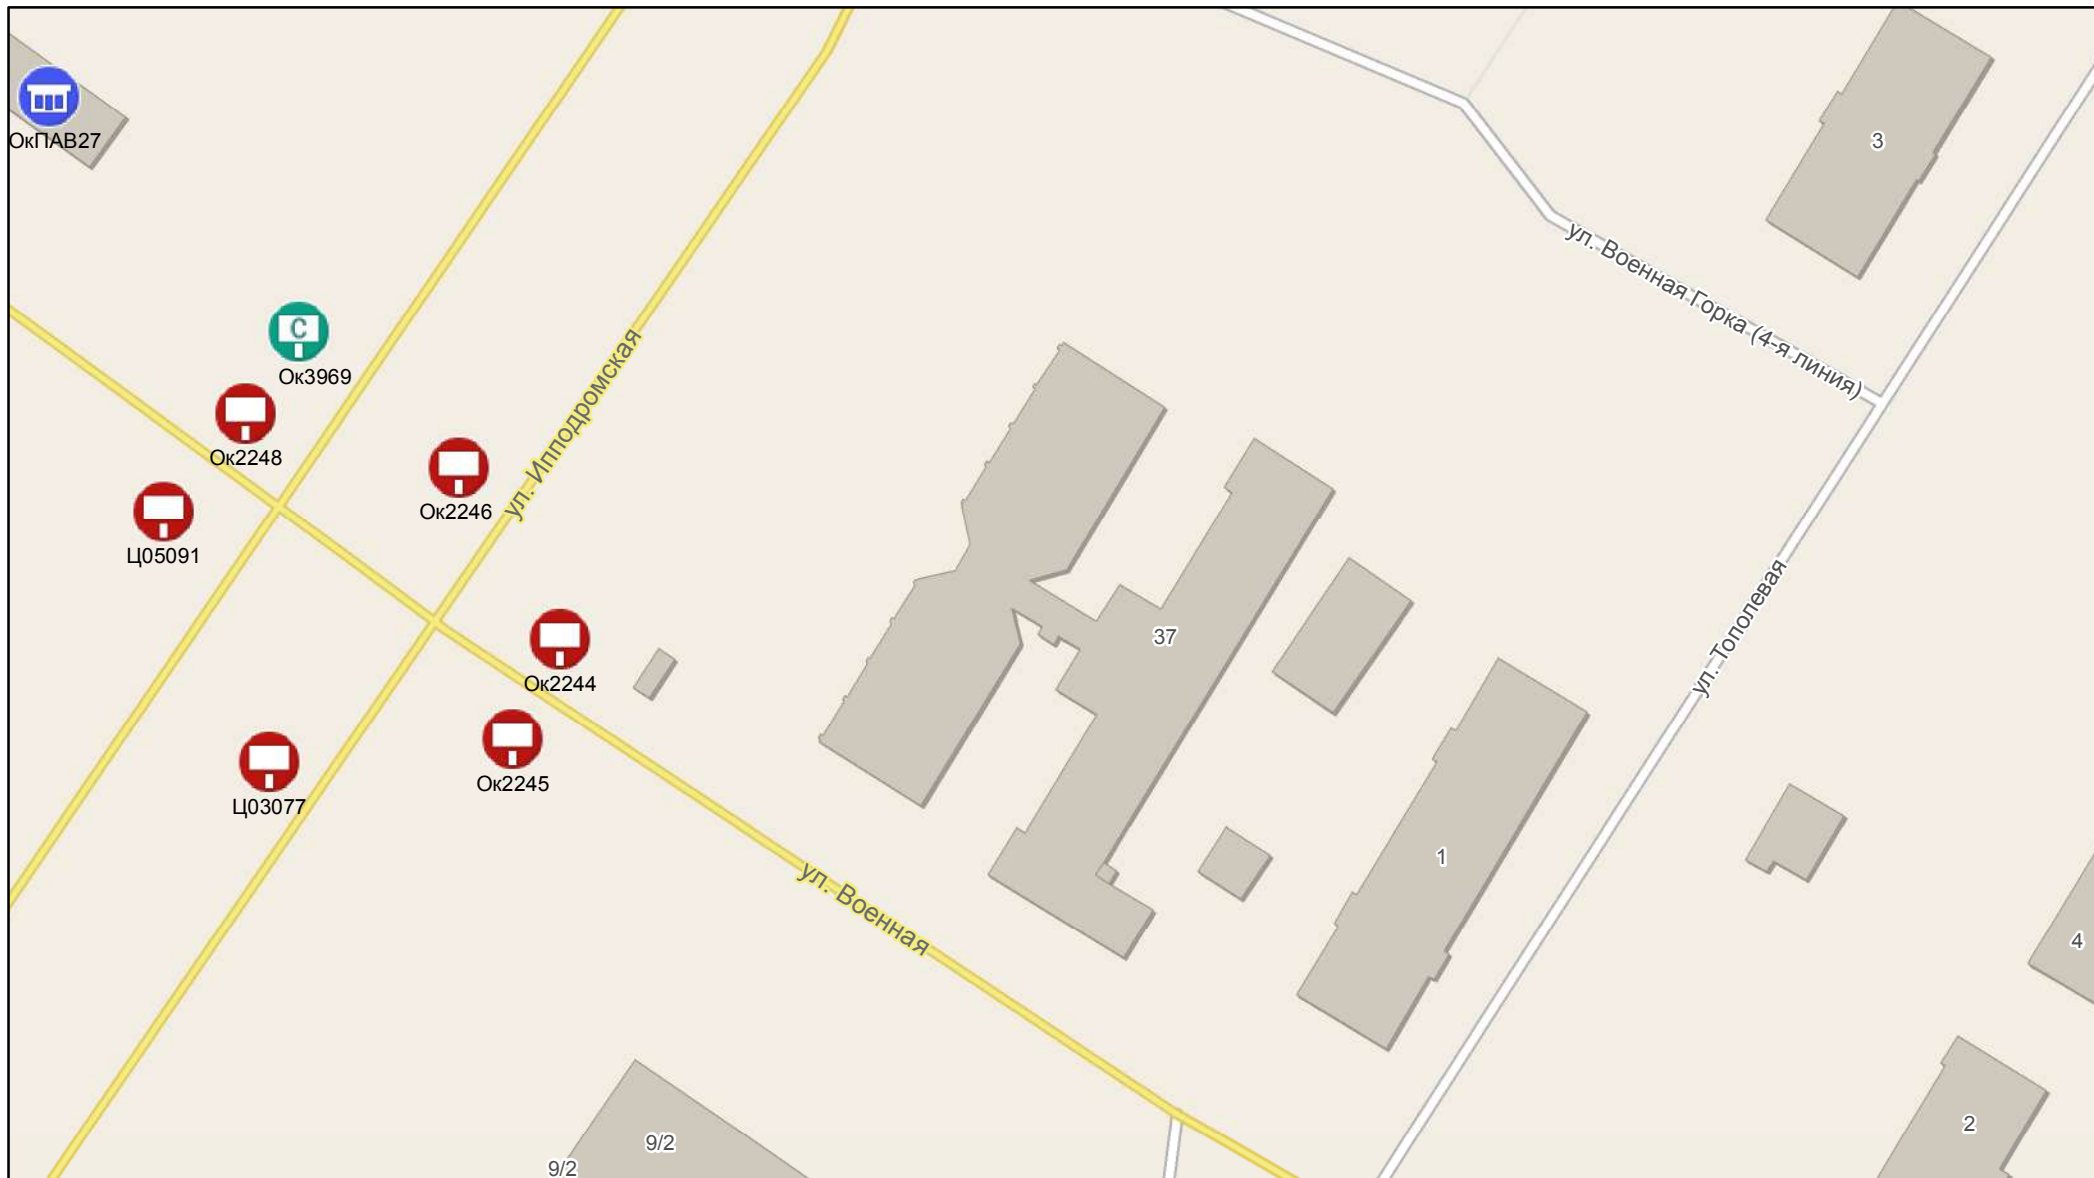 ОкПАВ27
3
ул. Военная Горка (4-я линия)
С
Ок3969
Ок2248
Ок2246
ул. Ипподромская
Ц05091
37
ул. Тополевая
Ок2244
Ок2245
Ц03077
1
ул. Военная
4
2
9/2
9/2